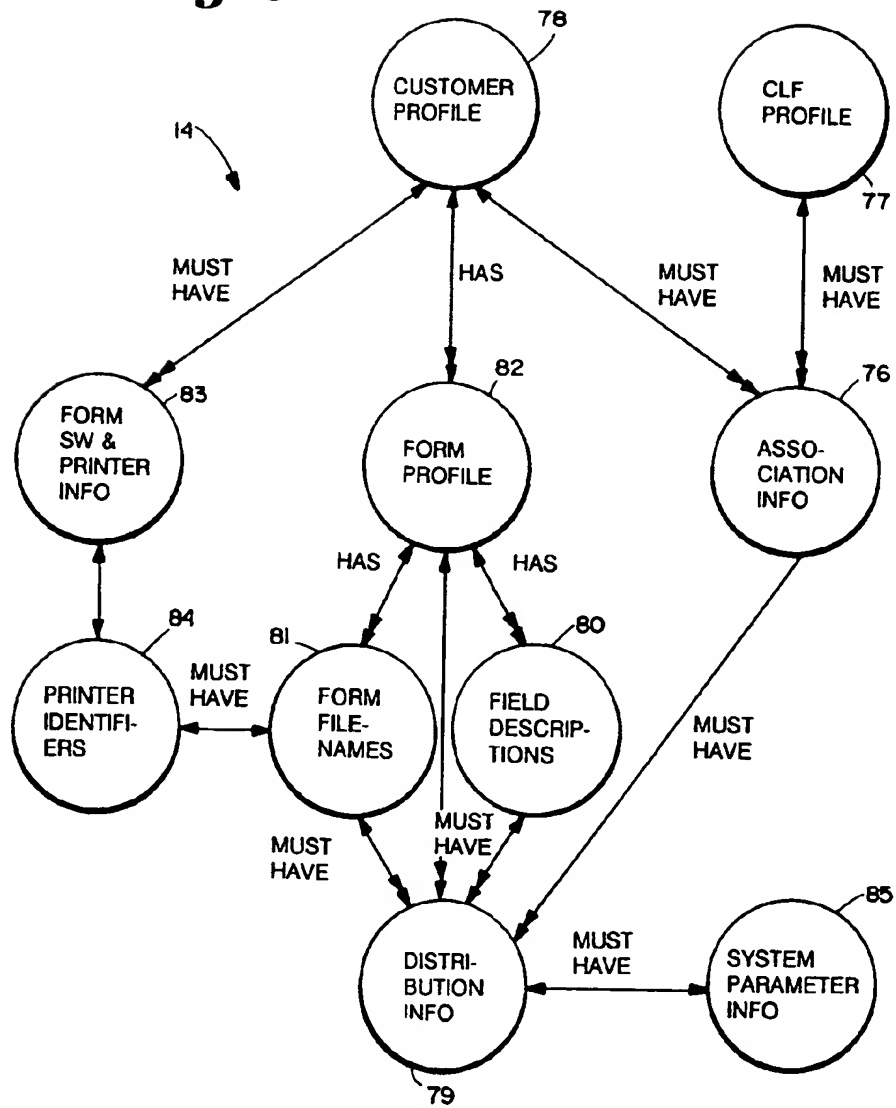 78
CUSTOMER
PROFILE
CLF
PROFILE
77
14
MUST
HAVE
HAS
MUST
HAVE
MUST
HAVE
83
FORM
SW &
PRINTER
INFO
82
FORM
PROFILE
76
ASSO-
CIATION
INFO
HAS
HAS
84
PRINTER
IDENTIFI-
ERS
MUST
HAVE
81
FORM
FILE-
NAMES
80
FIELD
DESCRIP-
TIONS
MUST
HAVE
MUST
HAVE
MUST
HAVE
DISTRI-
BUTION
INFO
79
MUST
HAVE
85
SYSTEM
PARAMETER
INFO